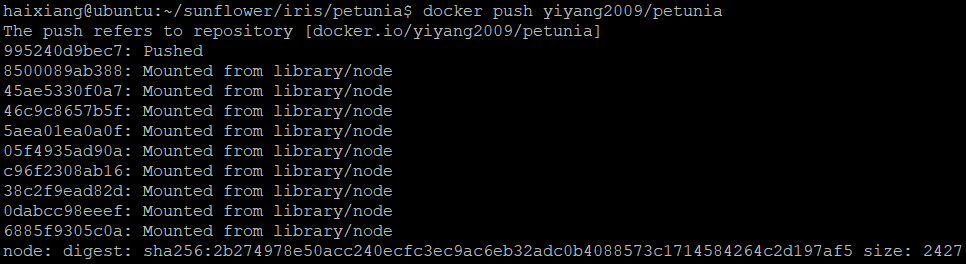 haixiang@ubuntu:~/sunflower/iris/petunia$ docker push yiyang2009/petunia
The push refers to repository [docker.io/yiyang2009/petunia]
995240d9bec7: Pushed
8500089ab388: Mounted from library/node
45ae5330f0a7: Mounted from library/node
46c9c8657b5f: Mounted from library/node
5aea01ea0a0f: Mounted from library/node
05f4935ad90a: Mounted from library/node
c96f2308ab16: Mounted from library/node
38c2f9ead82d: Mounted from library/node
0dabcc98eeef: Mounted from library/node
6885f9305c0a: Mounted from library/node
node: digest: sha256:2b274978e50acc240ecfc3ec9ac6eb32adc0b4088573c1714584264c2d197af5 size: 2427